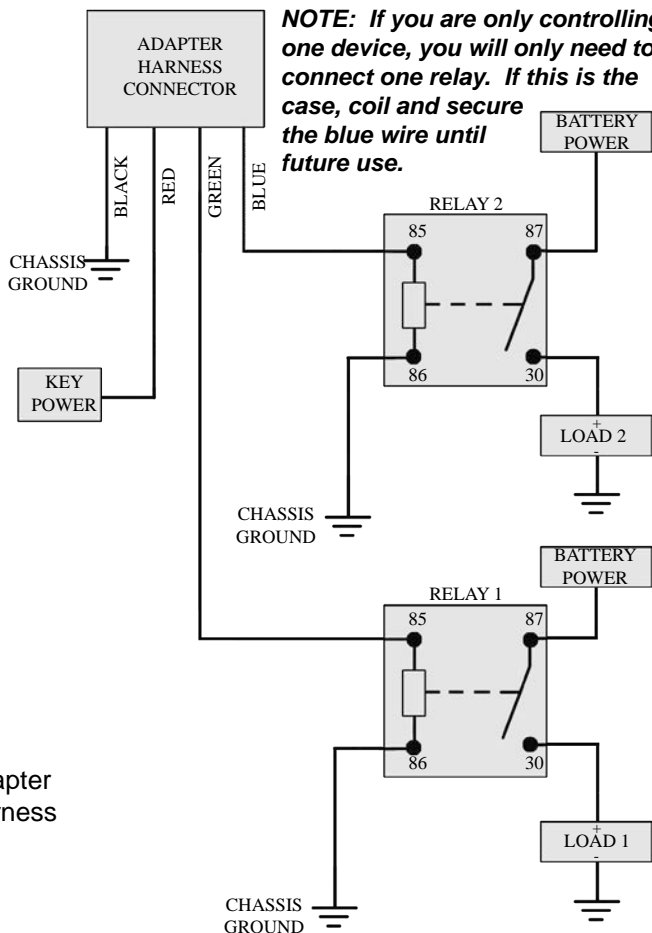 NOTE: If you are only controlling
one device, you will only need to
connect one relay. If this is the
case, coil and secure
the blue wire until
future use.
ADAPTER
HARNESS
CONNECTOR
BLACK
RED
GREEN
BLUE
CHASSIS
GROUND
KEY
POWER
BATTERY
POWER
RELAY 2
85
87
86
30
+
LOAD 2
-
CHASSIS
GROUND
BATTERY
POWER
RELAY 1
85
87
86
30
+
LOAD 1
-
CHASSIS
GROUND
apter
rness